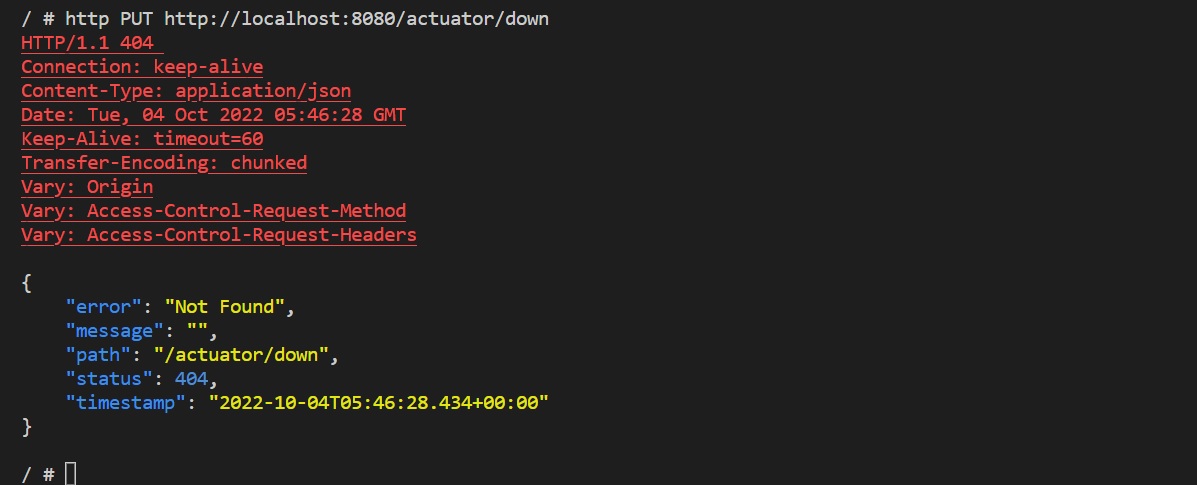 / # http PUT http://localhost:8080/actuator/down
HTTP/1.1 404
Connection: keep-alive
Content-Type: application/json
Date: Tue, 04 Oct 2022 05:46:28 GMT
Keep-Alive: timeout=60
Transfer-Encoding: chunked
Vary: Origin
Vary: Access-Control-Request-Method
Vary: Access-Control-Request-Headers
{
    "error": "Not Found",
    "message": "",
    "path": "/actuator/down",
    "status": 404,
    "timestamp": "2022-10-04T05:46:28.434+00:00"
}
/ #